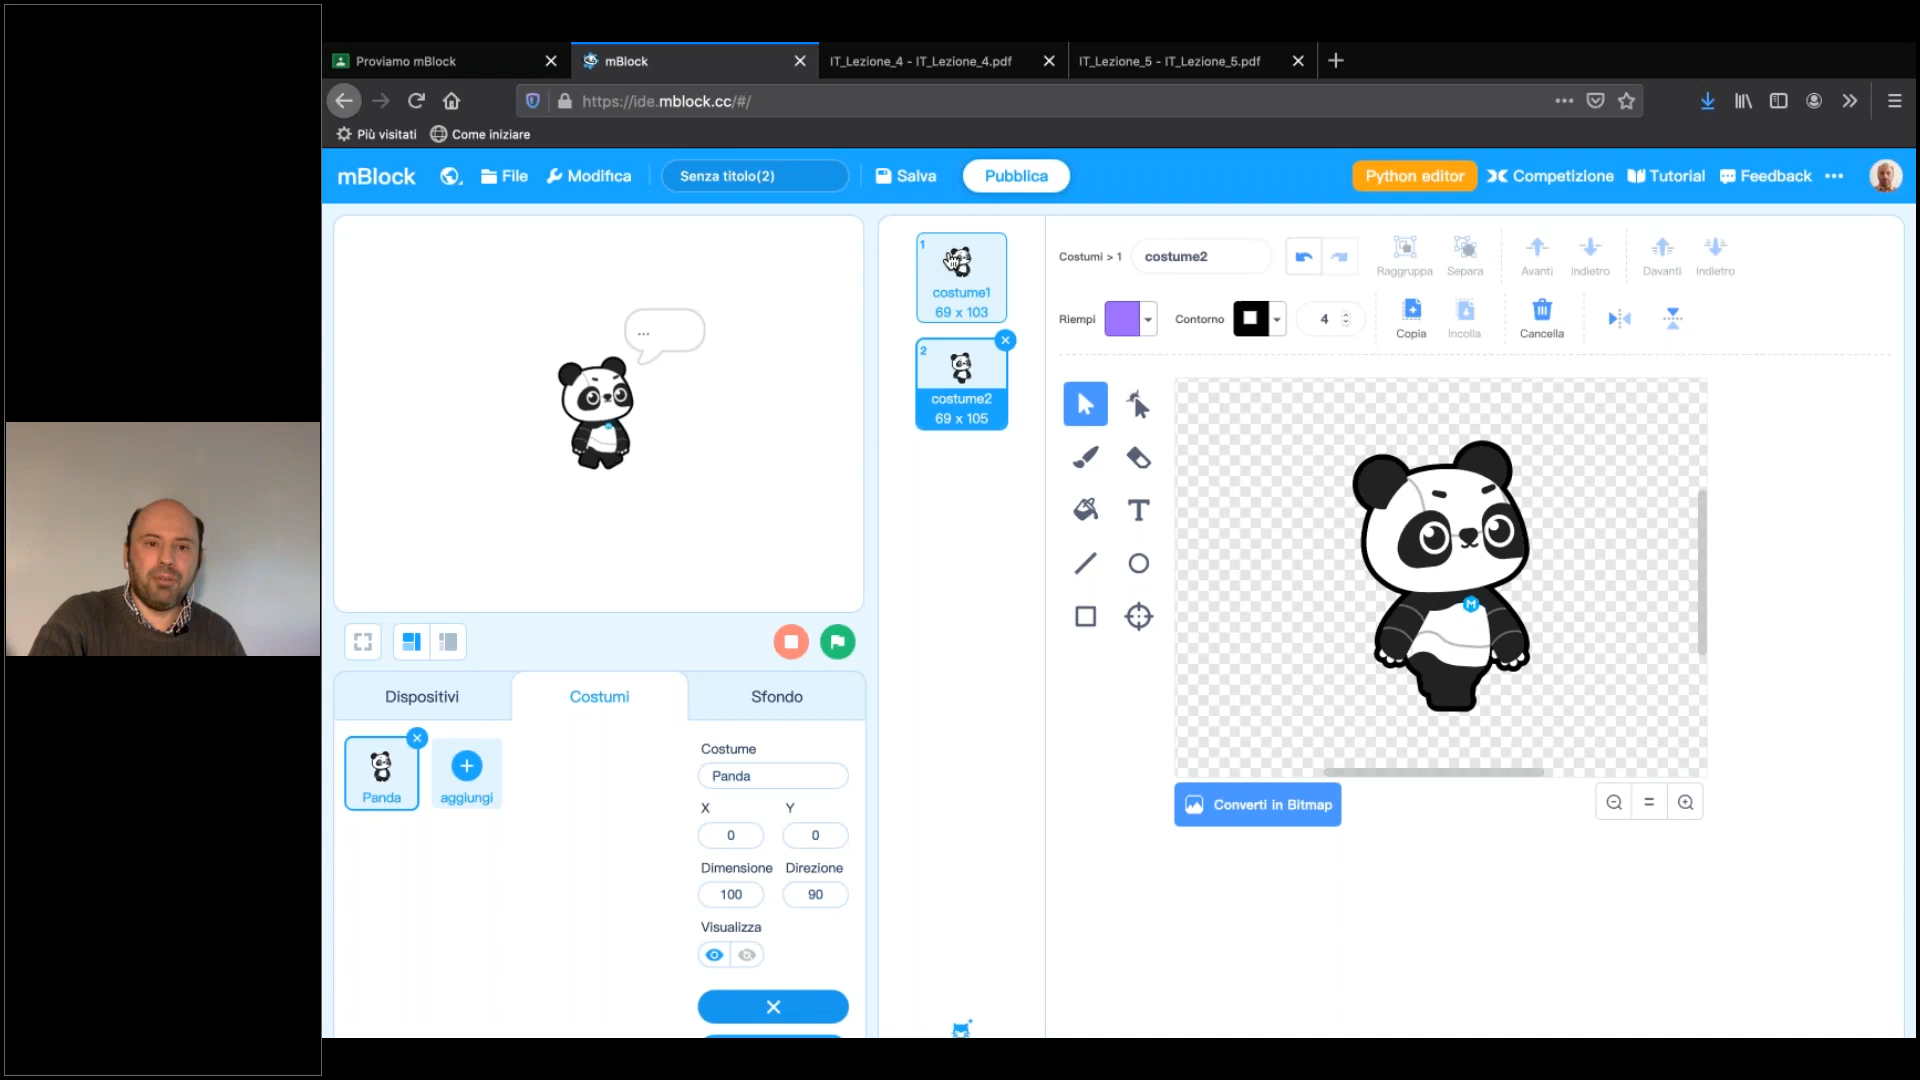 Proviamo mBlock
mBlock
IT_Lezione_4 - IT_Lezione_4.pdf
IT_Lezione_5 - IT_Lezione_5.pdf
https://ide.mblock.cc/#/
Più visitati
Come iniziare
mBlock
File
Modifica
Senza titolo(2)
Salva
Pubblica
Python editor
Competizione
Tutorial
Feedback
...
1
costume1
69 x 103
2
costume2
69 x 105
Costumi > 1
costume2
Raggruppa
Separa
Avanti
Indietro
Davanti
Indietro
Riempi
Contorno
4
Copia
Incolla
Cancella
T
M
Converti in Bitmap
Dispositivi
Costumi
Sfondo
Panda
aggiungi
Costume
Panda
X
Y
0
0
Dimensione
Direzione
100
90
Visualizza